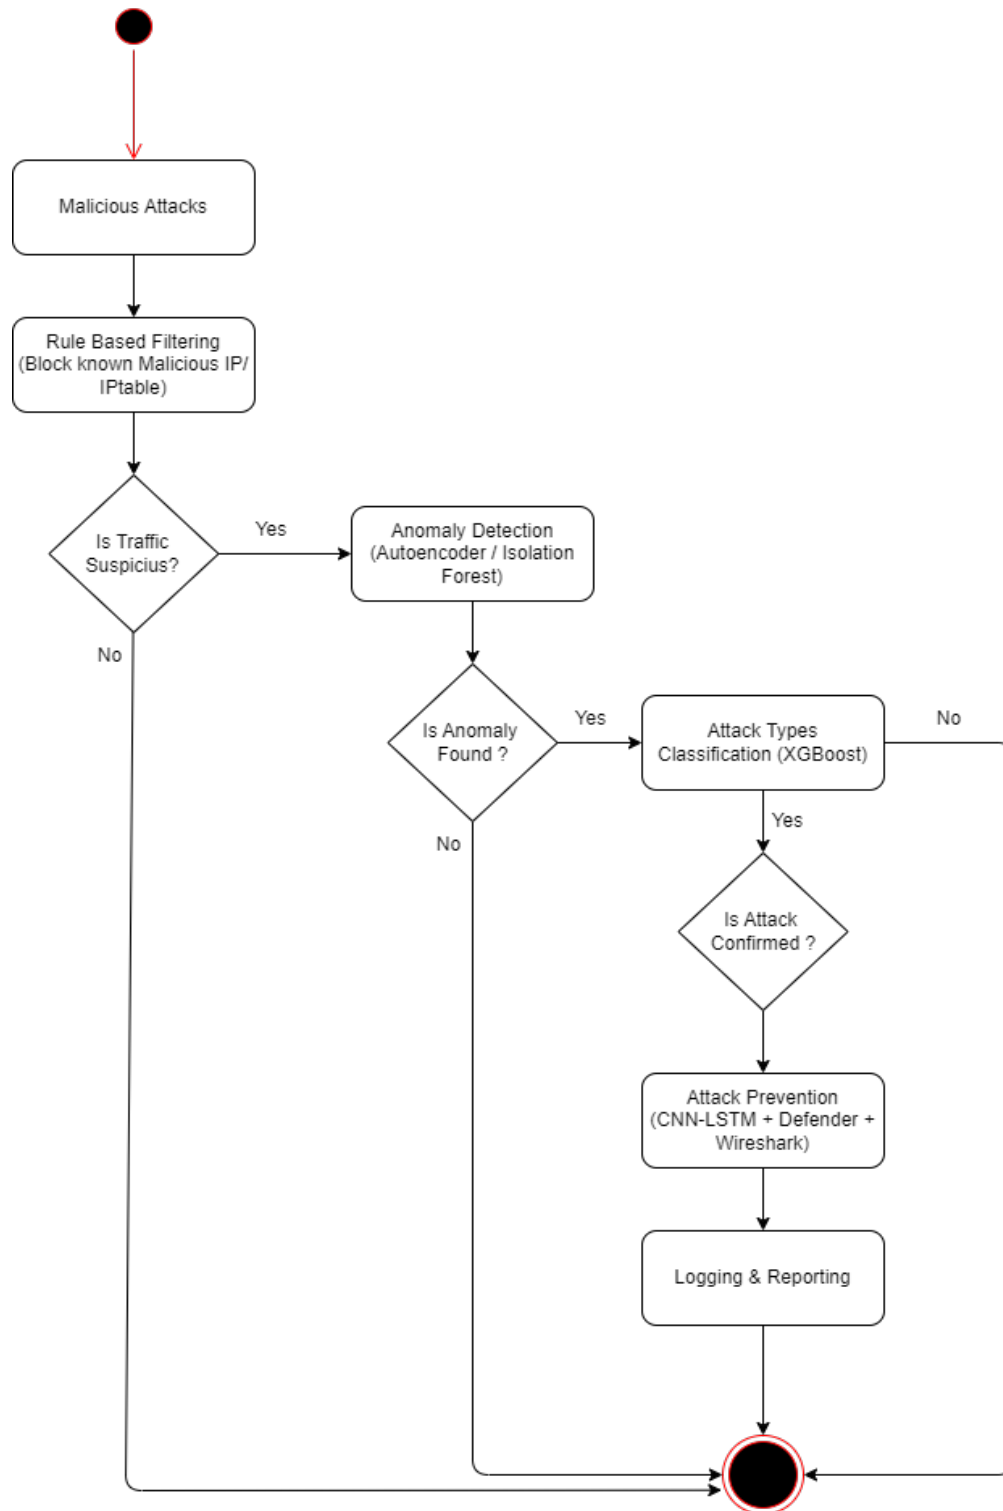 Malicious Attacks
Rule Based Filtering
(Block known Malicious IP/
IPtable)
Is Traffic
Suspicius?
Yes
No
Anomaly Detection
(Autoencoder / Isolation
Forest)
Is Anomaly
Found ?
Yes
No
Attack Types
Classification (XGBoost)
No
Yes
Is Attack
Confirmed ?
Attack Prevention
(CNN-LSTM + Defender +
Wireshark)
Logging & Reporting